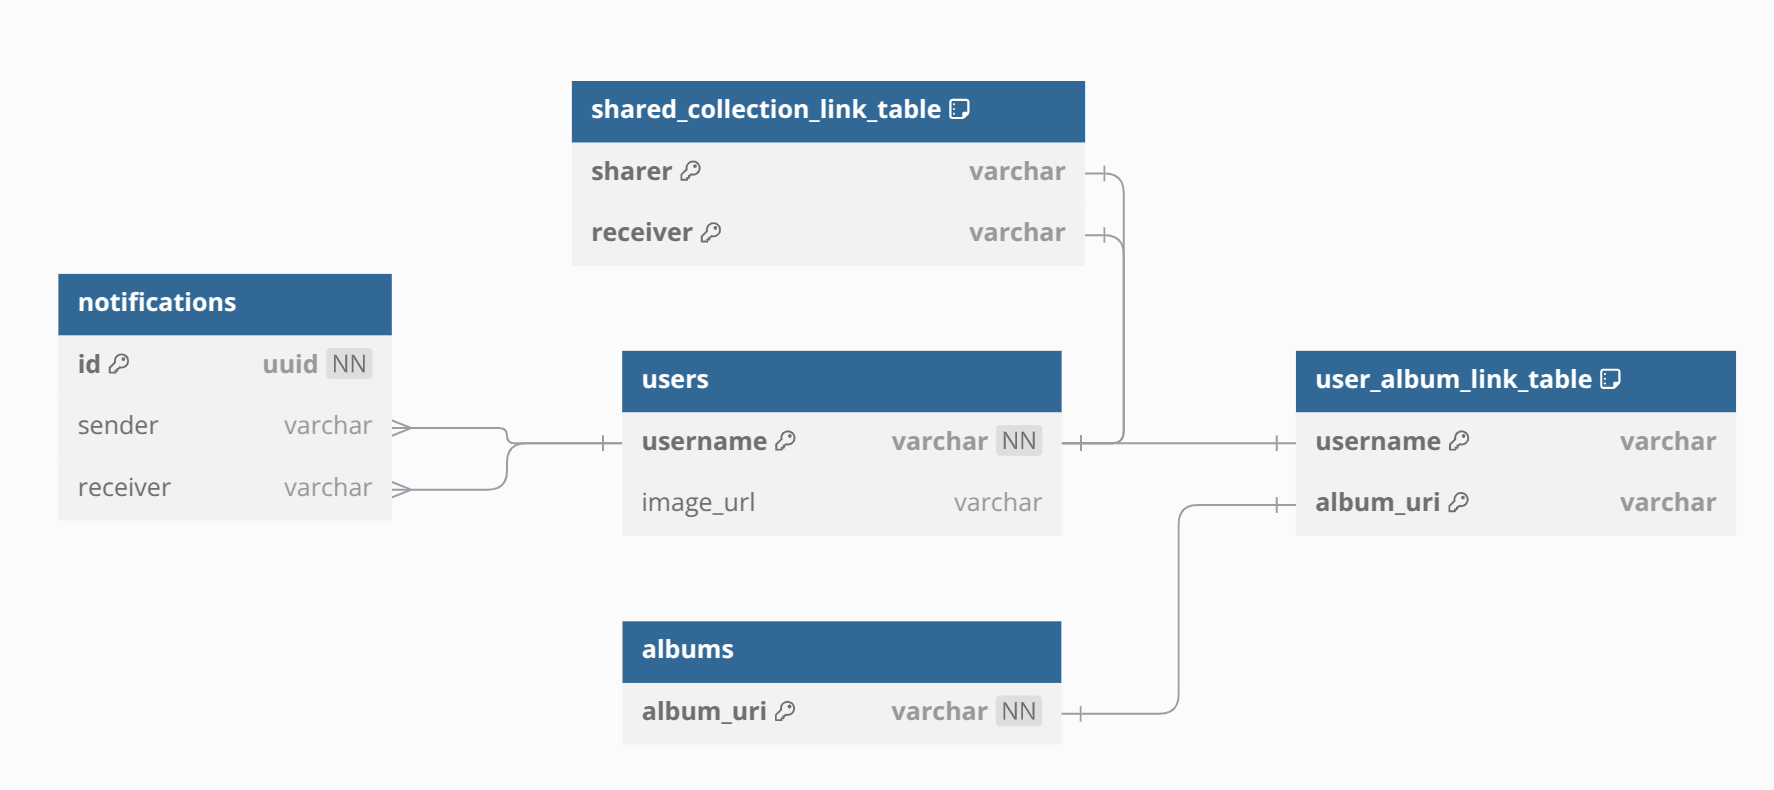 shared_collection_link_table
sharer varchar
receiver varchar
notifications
id uuid NN
sender varchar
receiver varchar
users
username varchar NN
image_url varchar
user_album_link_table
username varchar
album_uri varchar
albums
album_uri varchar NN